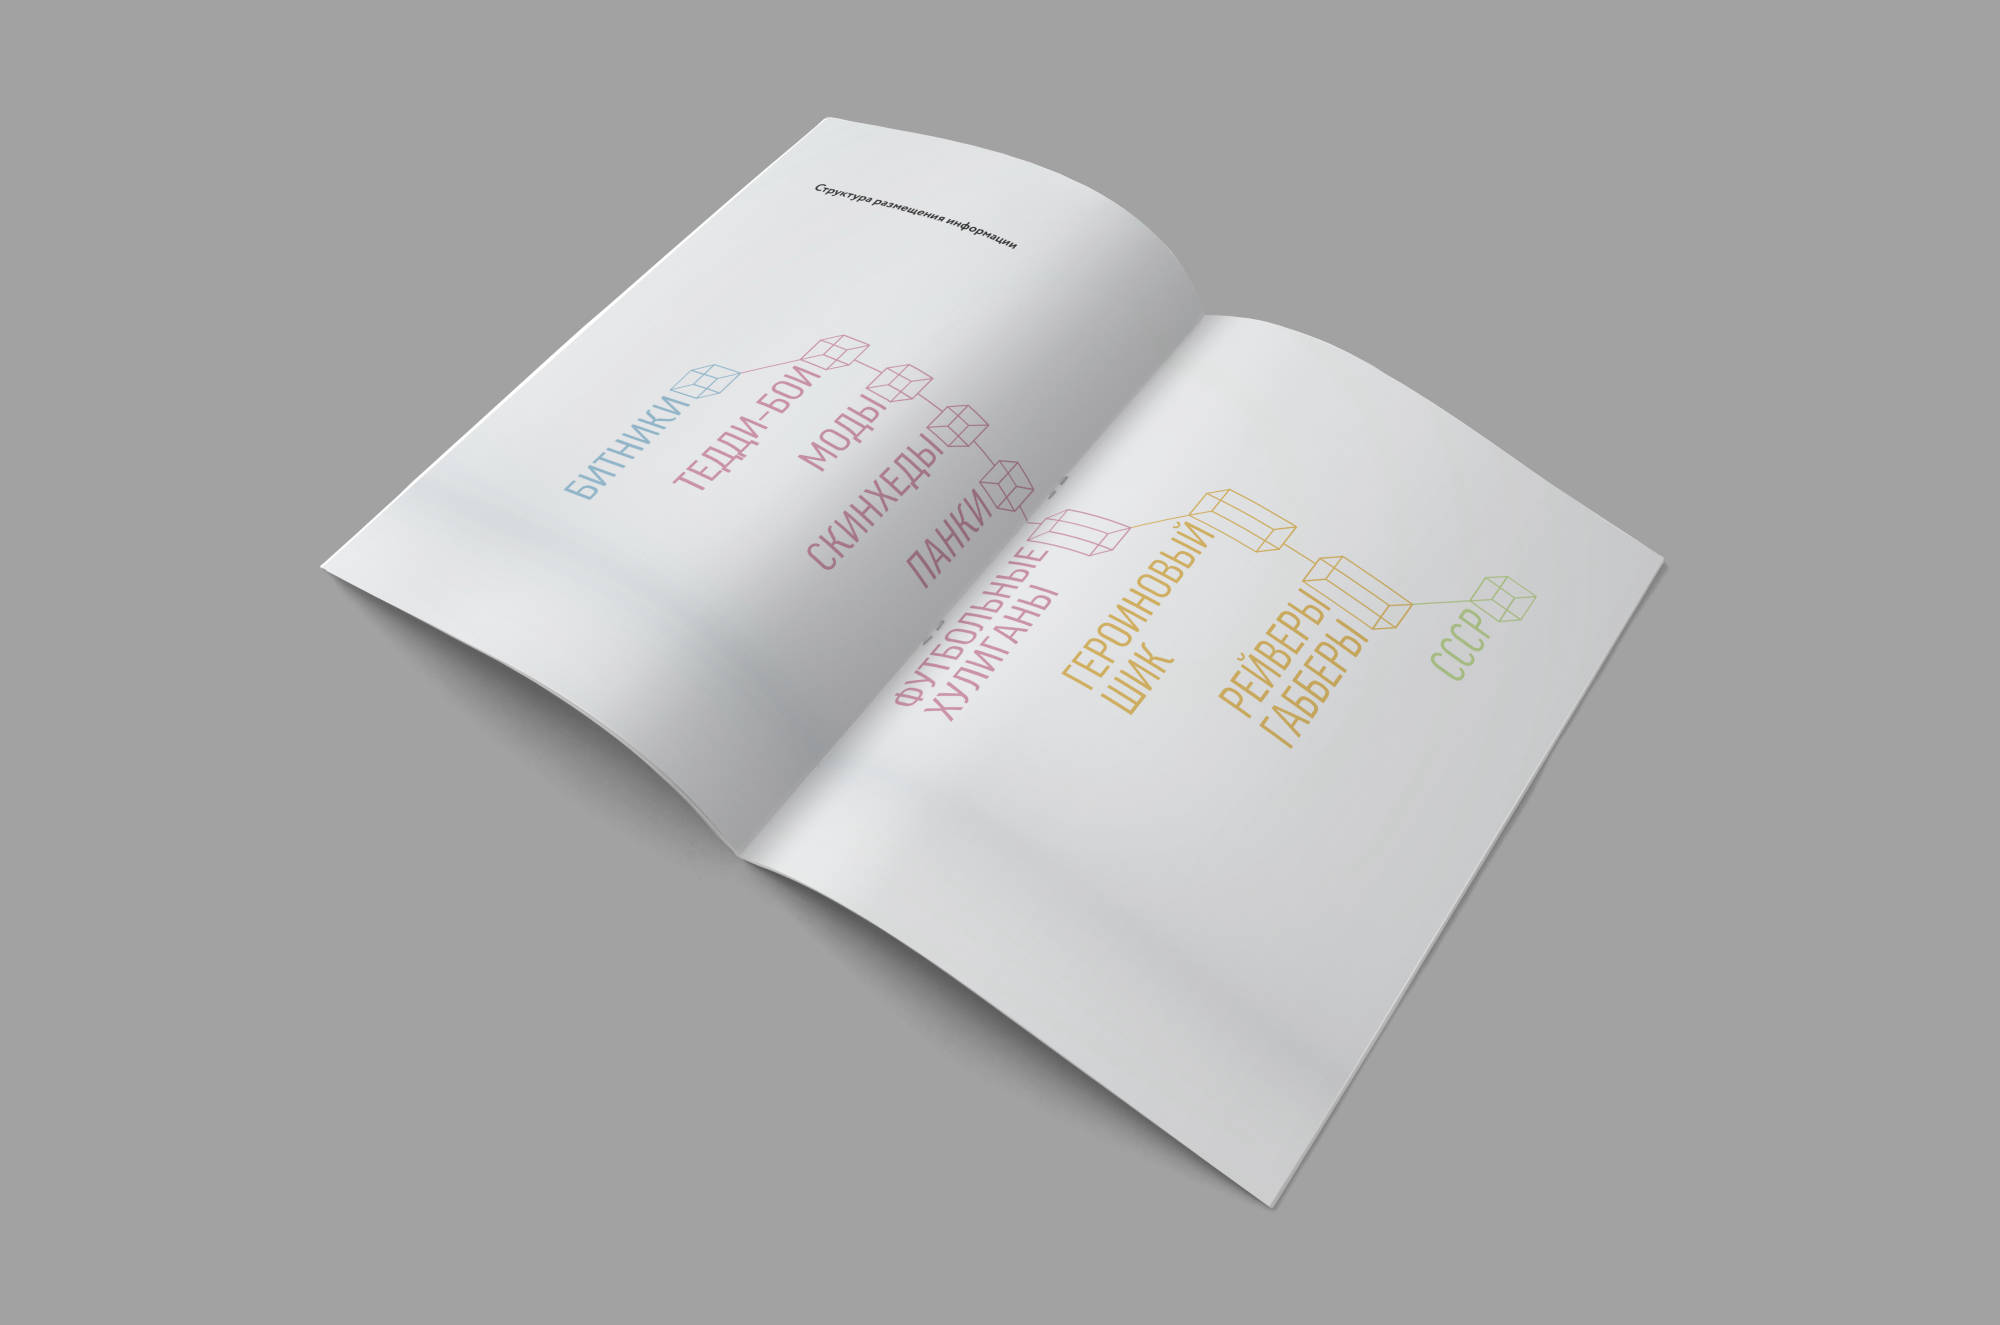 Структура размещения информации
БИТНИКИ
ТЕДДИ-БОИ
МОДЫ
СКИНХЕДЫ
ПАНКИ
ФУТБОЛЬНЫЕ
ХУЛИГАНЫ
ГЕРОИНОВЫЙ
ШИК
РЕЙВЕРЫ
ГАББЕРЫ
СССР